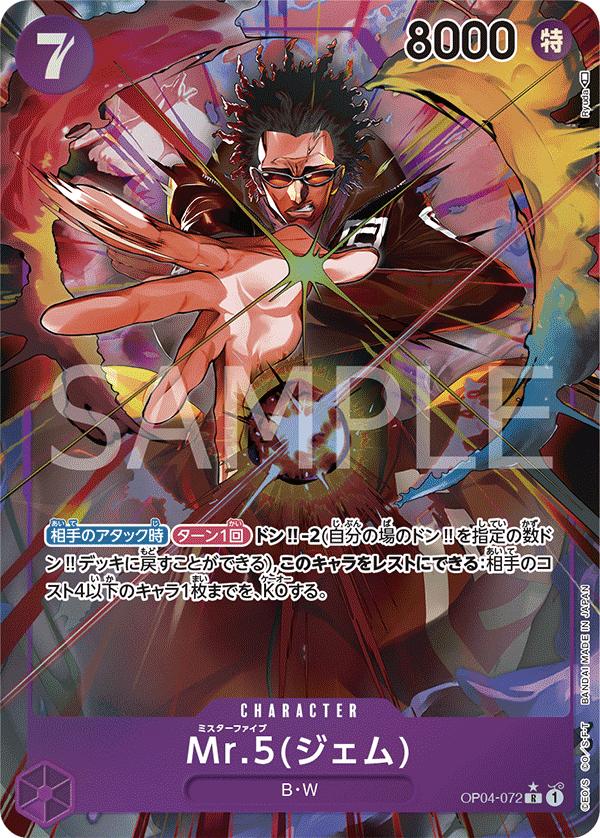 7
8000
特
Ryuda
SAMPLE
相手のアタック時 ターン1回 ドン!!-2(自分の場のドン!!を指定の数ド
ン!!デッキに戻すことができる),このキャラをレストにできる:相手のコ
スト4以下のキャラ1枚までを、KOする。
CHARACTER
ミスターファイブ
Mr.5(ジェム)
B・W
OP04-072 R 1
©EO/S ©O/S・F・T BANDAI MADE IN JAPAN